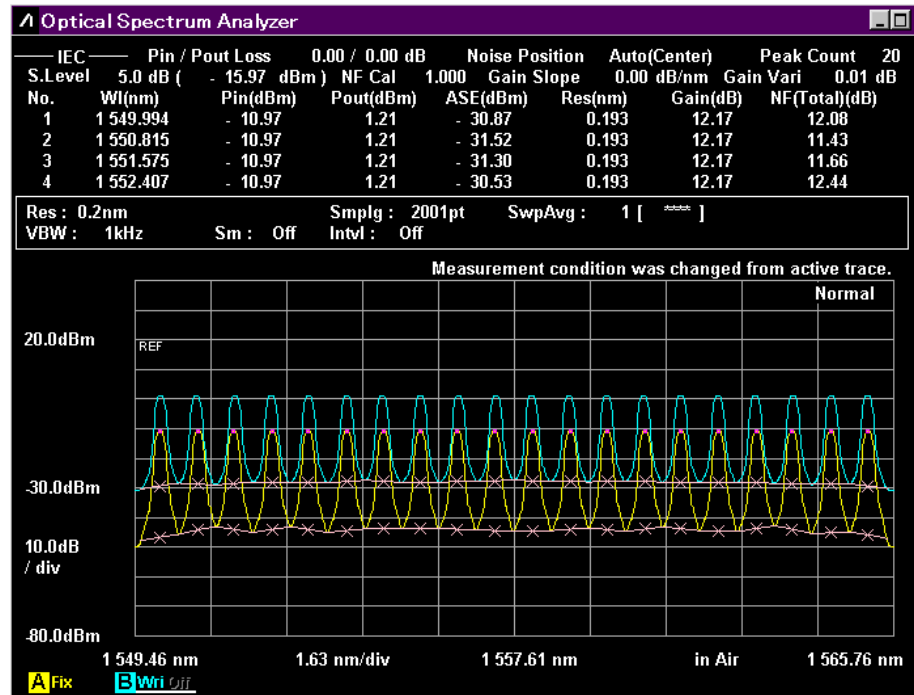 Optical Spectrum Analyzer
IEC Pin / Pout Loss 0.00 / 0.00 dB Noise Position Auto(Center) Peak Count 20
S.Level 5.0 dB ( - 15.97 dBm ) NF Cal 1.000 Gain Slope 0.00 dB/nm Gain Vari 0.01 dB
No. Wl(nm) Pin(dBm) Pout(dBm) ASE(dBm) Res(nm) Gain(dB) NF(Total)(dB)
1 1 549.994 - 10.97 1.21 - 30.87 0.193 12.17 12.08
2 1 550.815 - 10.97 1.21 - 31.52 0.193 12.17 11.43
3 1 551.575 - 10.97 1.21 - 31.30 0.193 12.17 11.66
4 1 552.407 - 10.97 1.21 - 30.53 0.193 12.17 12.44
Res : 0.2nm Smplg : 2001pt SwpAvg : 1 [ **** ]
VBW : 1kHz Sm : Off Intvl : Off
Measurement condition was changed from active trace.
Normal
20.0dBm
REF
-30.0dBm
10.0dB
/ div
-80.0dBm
1 549.46 nm 1.63 nm/div 1 557.61 nm in Air 1 565.76 nm
A Fix B Wri Off